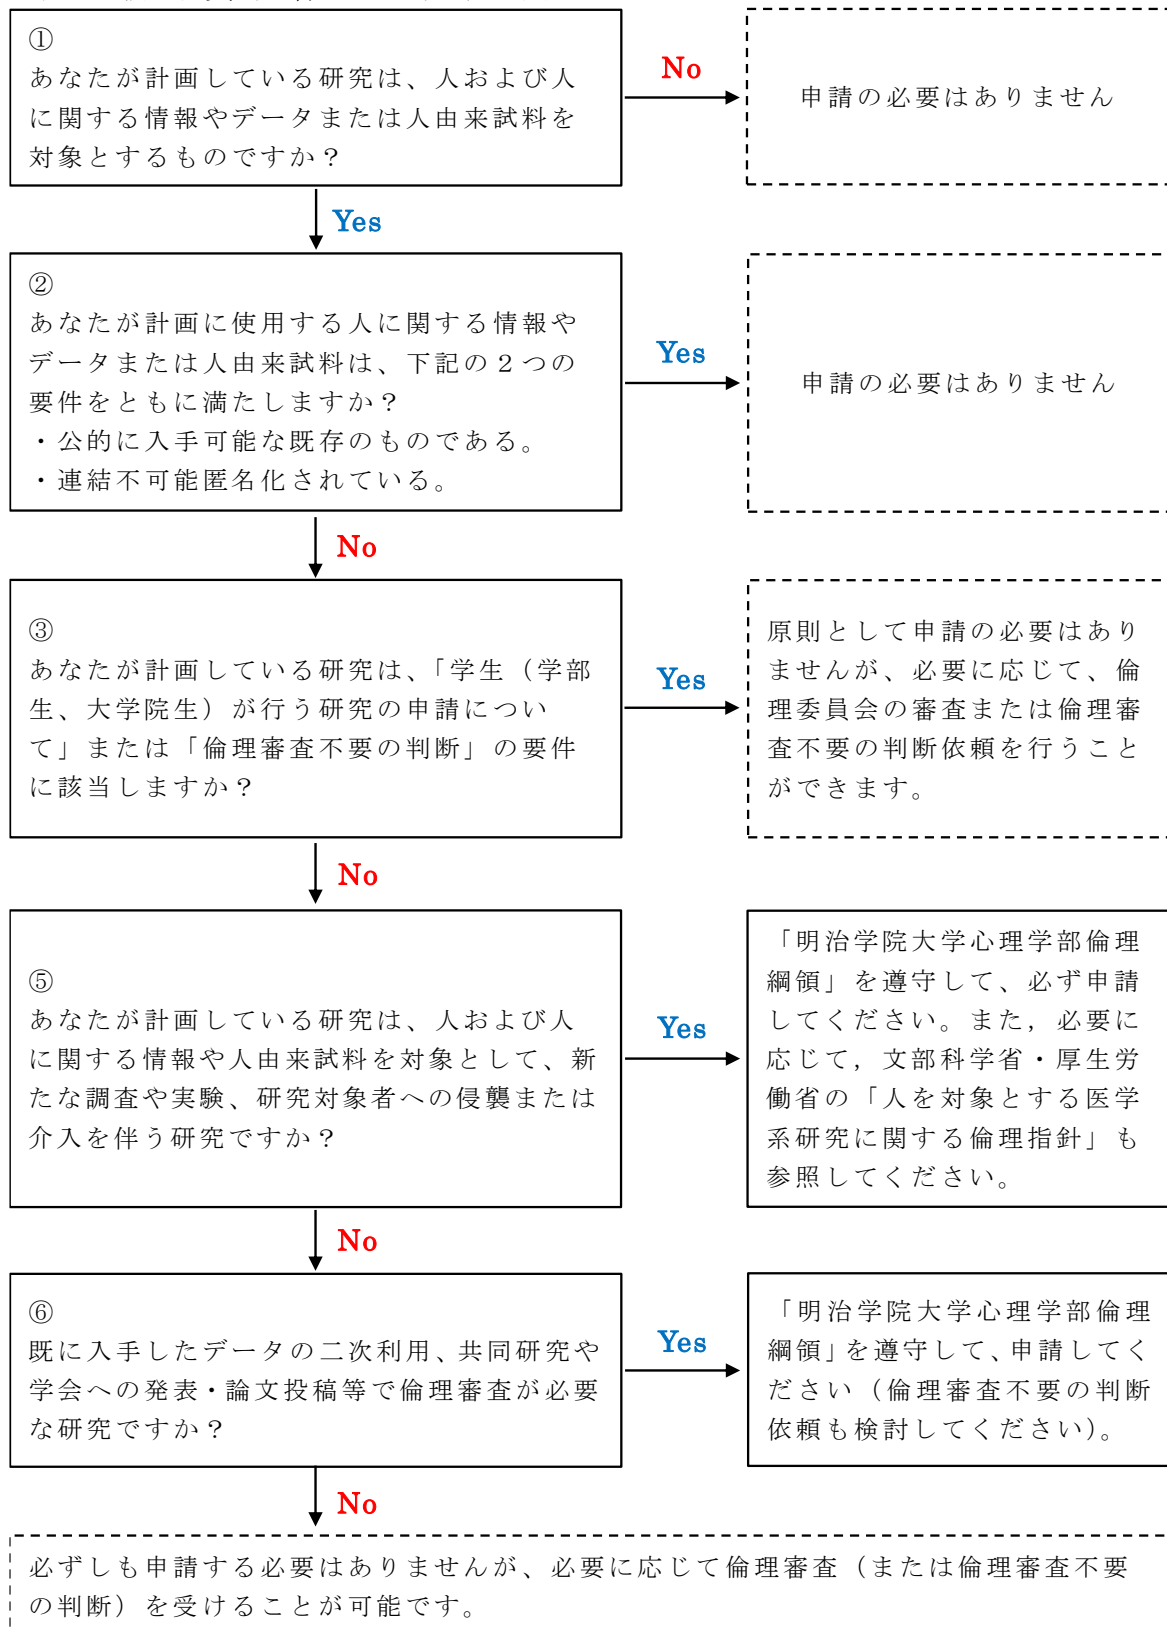 ①
あなたが計画している研究は、人および人
に関する情報やデータまたは人由来試料を
対象とするものですか？
No
申請の必要はありません
Yes
②
あなたが計画に使用する人に関する情報や
データまたは人由来試料は、下記の２つの
要件をともに満たしますか？
・公的に入手可能な既存のものである。
・連結不可能匿名化されている。
Yes
申請の必要はありません
No
③
あなたが計画している研究は、「学生（学部
生、大学院生）が行う研究の申請につい
て」または「倫理審査不要の判断」の要件
に該当しますか？
Yes
原則として申請の必要はあり
ませんが、必要に応じて、倫
理委員会の審査または倫理審
査不要の判断依頼を行うこと
ができます。
No
⑤
あなたが計画している研究は、人および人
に関する情報や人由来試料を対象として、新
たな調査や実験、研究対象者への侵襲または
介入を伴う研究ですか？
Yes
「明治学院大学心理学部倫理
綱領」を遵守して、必ず申請
してください。また，必要に
応じて，文部科学省・厚生労
働省の「人を対象とする医学
系研究に関する倫理指針」も
参照してください。
No
⑥
既に入手したデータの二次利用、共同研究や
学会への発表・論文投稿等で倫理審査が必要
な研究ですか？
Yes
「明治学院大学心理学部倫理
綱領」を遵守して、申請してく
ださい（倫理審査不要の判断
依頼も検討してください）。
No
必ずしも申請する必要はありませんが、必要に応じて倫理審査（または倫理審査不要
の判断）を受けることが可能です。